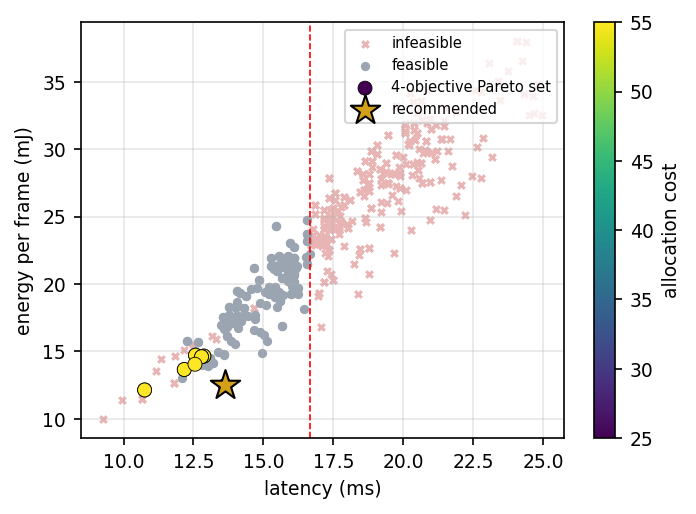 infeasible
feasible
4-objective Pareto set
recommended
35
30
25
20
15
10
energy per frame (mJ)
10.0 12.5 15.0 17.5 20.0 22.5 25.0
latency (ms)
55
50
45
40
35
30
25
allocation cost